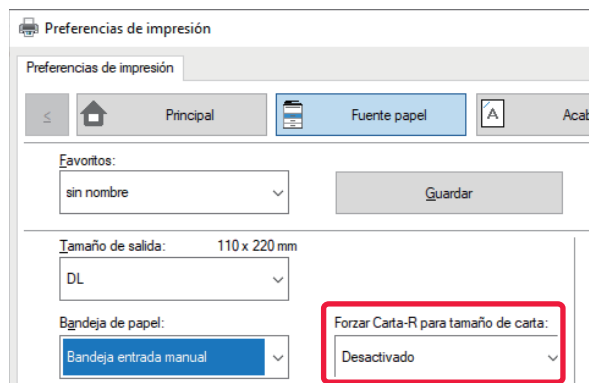 Preferencias de impresión
Preferencias de impresión
≤ Principal Fuente papel A Acab
Favoritos:
sin nombre Guardar
Tamaño de salida: 110 x 220 mm
DL
Bandeja de papel: Forzar Carta-R para tamaño de carta:
Bandeja entrada manual Desactivado